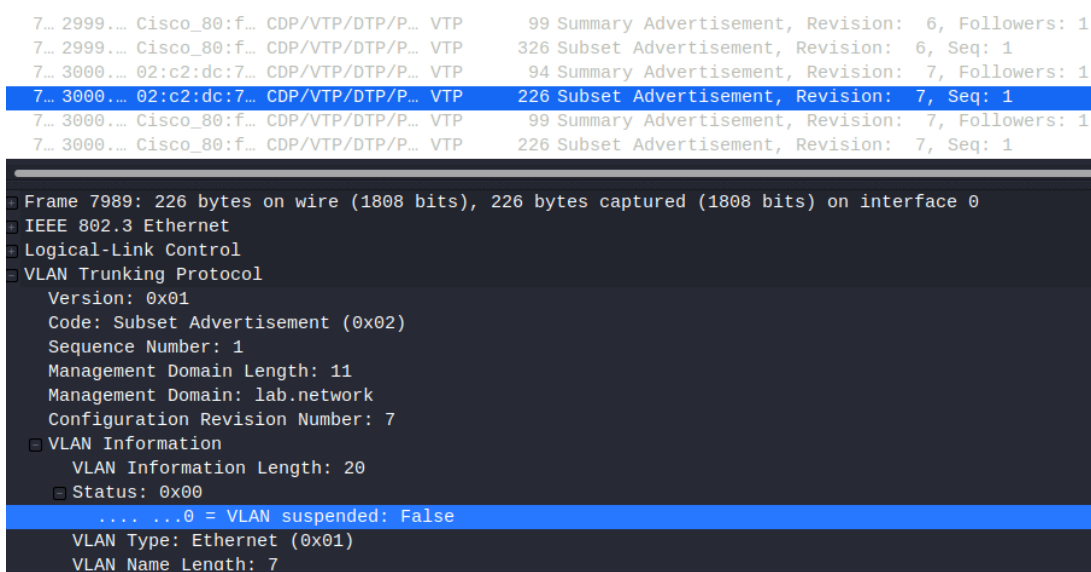 7… 2999.… Cisco_80:f… CDP/VTP/DTP/P… VTP 99 Summary Advertisement, Revision: 6, Followers: 1
7… 2999.… Cisco_80:f… CDP/VTP/DTP/P… VTP 326 Subset Advertisement, Revision: 6, Seq: 1
7… 3000.… 02:c2:dc:7… CDP/VTP/DTP/P… VTP 94 Summary Advertisement, Revision: 7, Followers: 1
7… 3000.… 02:c2:dc:7… CDP/VTP/DTP/P… VTP 226 Subset Advertisement, Revision: 7, Seq: 1
7… 3000.… Cisco_80:f… CDP/VTP/DTP/P… VTP 99 Summary Advertisement, Revision: 7, Followers: 1
7… 3000.… Cisco_80:f… CDP/VTP/DTP/P… VTP 226 Subset Advertisement, Revision: 7, Seq: 1
Frame 7989: 226 bytes on wire (1808 bits), 226 bytes captured (1808 bits) on interface 0
IEEE 802.3 Ethernet
Logical-Link Control
VLAN Trunking Protocol
Version: 0x01
Code: Subset Advertisement (0x02)
Sequence Number: 1
Management Domain Length: 11
Management Domain: lab.network
Configuration Revision Number: 7
VLAN Information
VLAN Information Length: 20
Status: 0x00
.... ...0 = VLAN suspended: False
VLAN Type: Ethernet (0x01)
VLAN Name Length: 7